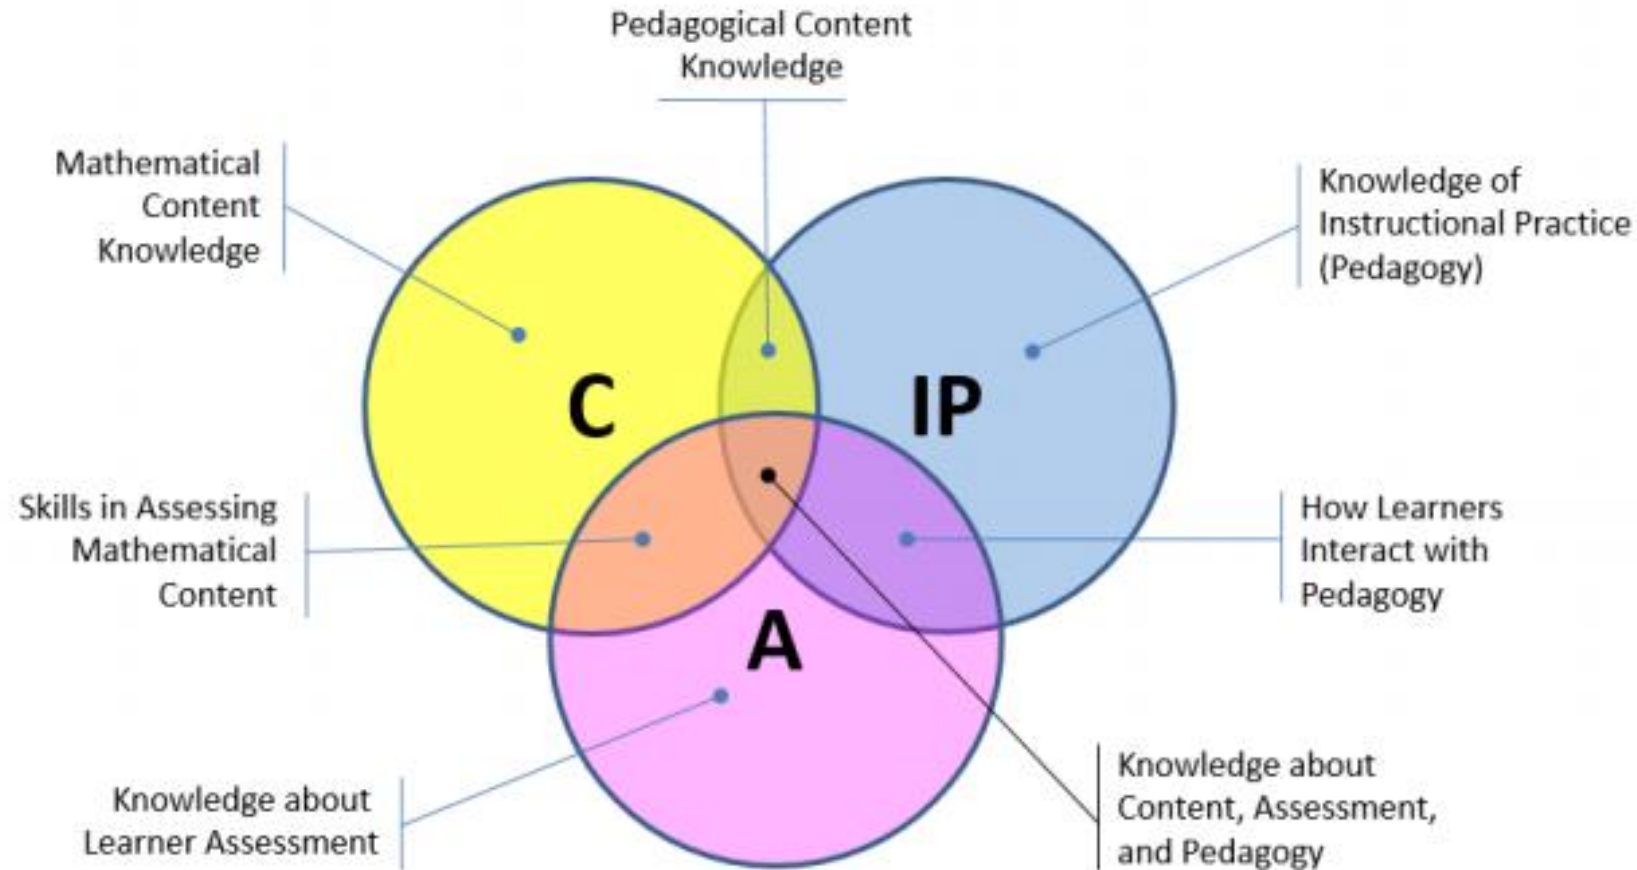 Pedagogical Content
Knowledge
Mathematical
Content
Knowledge
Knowledge of
Instructional Practice
(Pedagogy)
C
IP
Skills in Assessing
Mathematical
Content
How Learners
Interact with
Pedagogy
A
Knowledge about
Learner Assessment
Knowledge about
Content, Assessment,
and Pedagogy